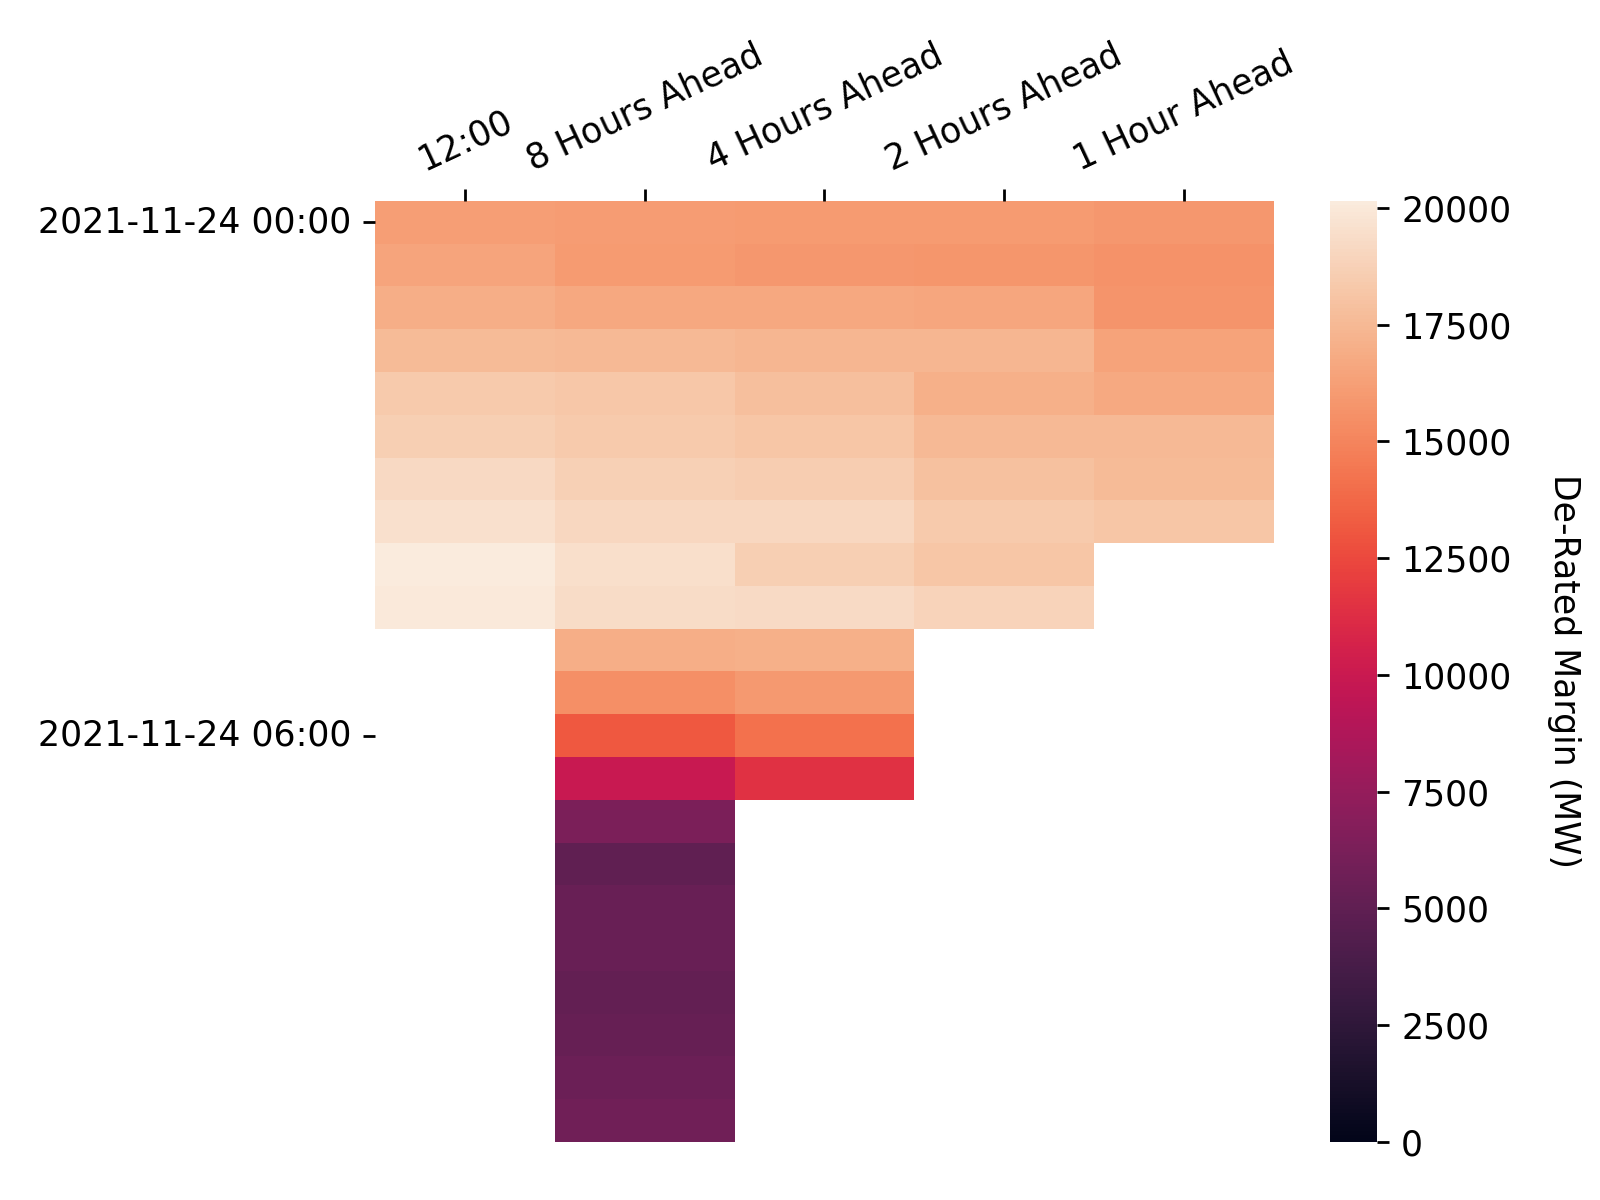 12:00
8 Hours Ahead
4 Hours Ahead
2 Hours Ahead
1 Hour Ahead
2021-11-24 00:00
2021-11-24 06:00
20000
17500
15000
12500
10000
7500
5000
2500
0
De-Rated Margin (MW)